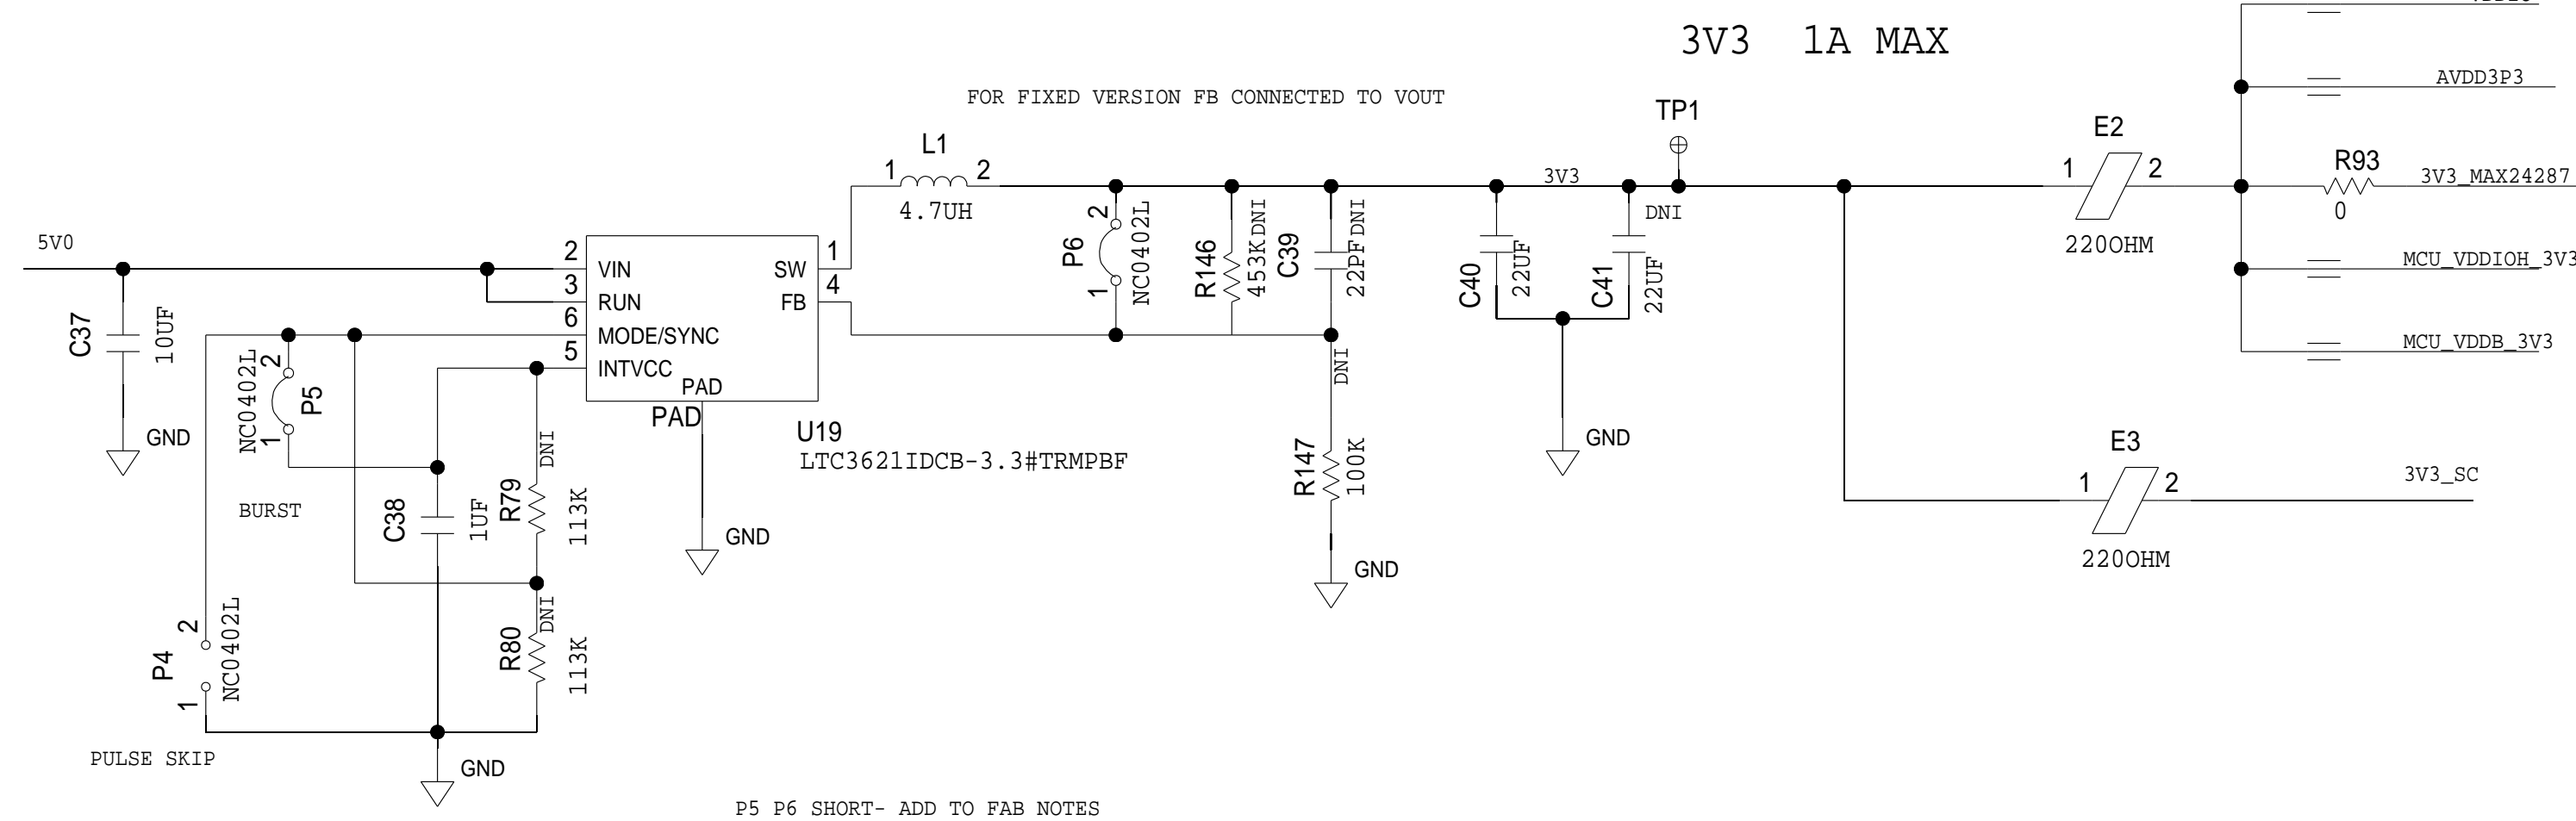 3V3 1A MAX
AVDD3P3
FOR FIXED VERSION FB CONNECTED TO VOUT
TP1
E2
L1
1
2
4.7UH
3V3
1
2
220OHM
R93
0
3V3_MAX24287
DNI
5V0
2
VIN
SW
1
3
RUN
FB
4
6
MODE/SYNC
5
INTVCC
PAD
PAD
U19
LTC3621IDCB-3.3#TRMPBF
P6
2
1
NC0402L
R146
453K
DNI
C39
22PF
DNI
C40
22UF
C41
22UF
MCU_VDDIOH_3V3
MCU_VDDB_3V3
C37
10UF
GND
NC0402L
2
1
P5
BURST
C38
1UF
R79
DNI
113K
GND
DNI
R147
100K
GND
GND
E3
1
2
220OHM
3V3_SC
P4
2
1
NC0402L
R80
DNI
113K
PULSE SKIP
GND
P5 P6 SHORT- ADD TO FAB NOTES